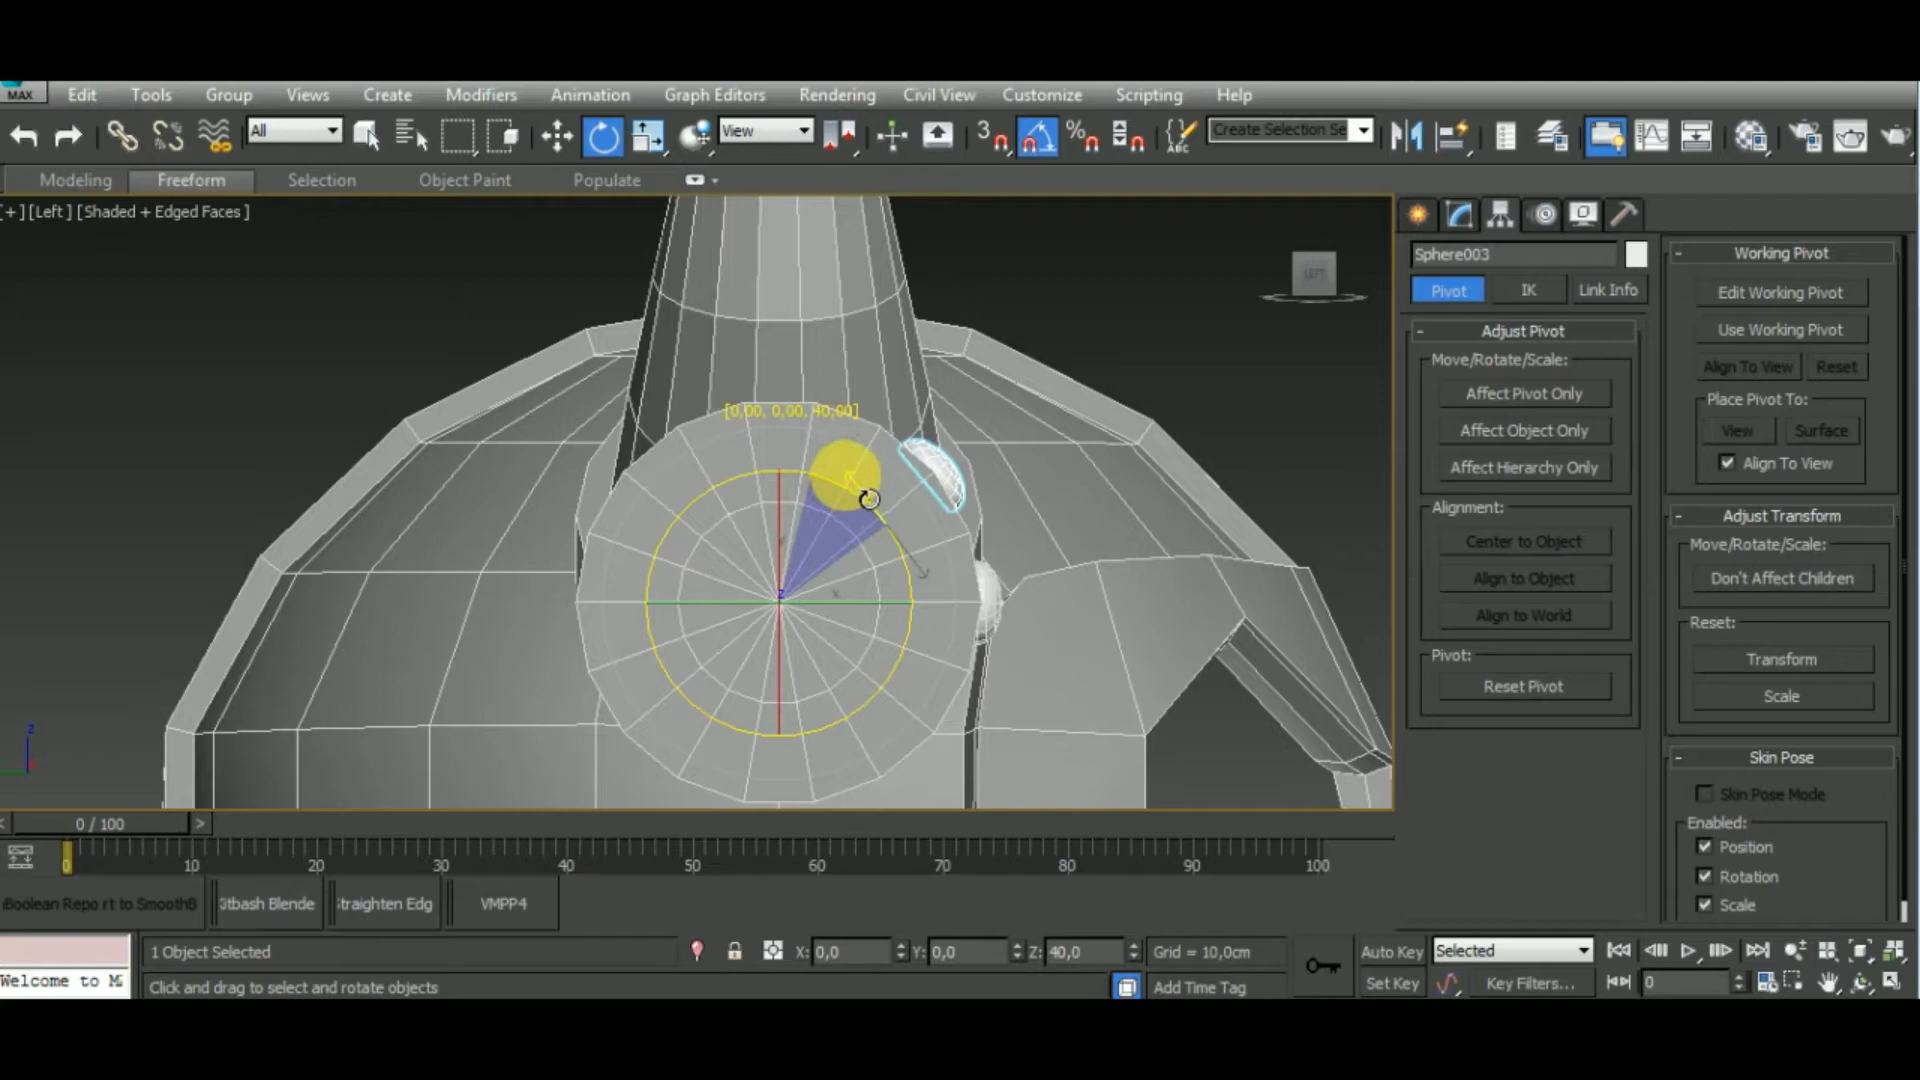 MAX Edit Tools Group Views Create Modifiers Animation Graph Editors Rendering Civil View Customize Scripting Help
All View 3 % ABC Create Selection Se
Modeling Freeform Selection Object Paint Populate
[+] [Left] [Shaded + Edged Faces]
LEFT
[0,00, 0,00, 40,00]
x
z
z
Sphere003
Pivot IK Link Info
- Adjust Pivot
Move/Rotate/Scale:
Affect Pivot Only
Affect Object Only
Affect Hierarchy Only
Alignment:
Center to Object
Align to Object
Align to World
Pivot:
Reset Pivot
- Working Pivot
Edit Working Pivot
Use Working Pivot
Align To View Reset
Place Pivot To:
View Surface
Align To View
- Adjust Transform
Move/Rotate/Scale:
Don't Affect Children
Reset:
Transform
Scale
- Skin Pose
Skin Pose Mode
Enabled:
Position
Rotation
Scale
< 0 / 100 >
0 10 20 30 40 50 60 70 80 90 100
Boolean Repo rt to SmoothB tbash Blende traighten Edg VMPP4
1 Object Selected X: 0,0 Y: 0,0 Z: 40,0 Grid = 10,0cm Auto Key Selected
Welcome to M Click and drag to select and rotate objects Add Time Tag Set Key Key Filters... 0